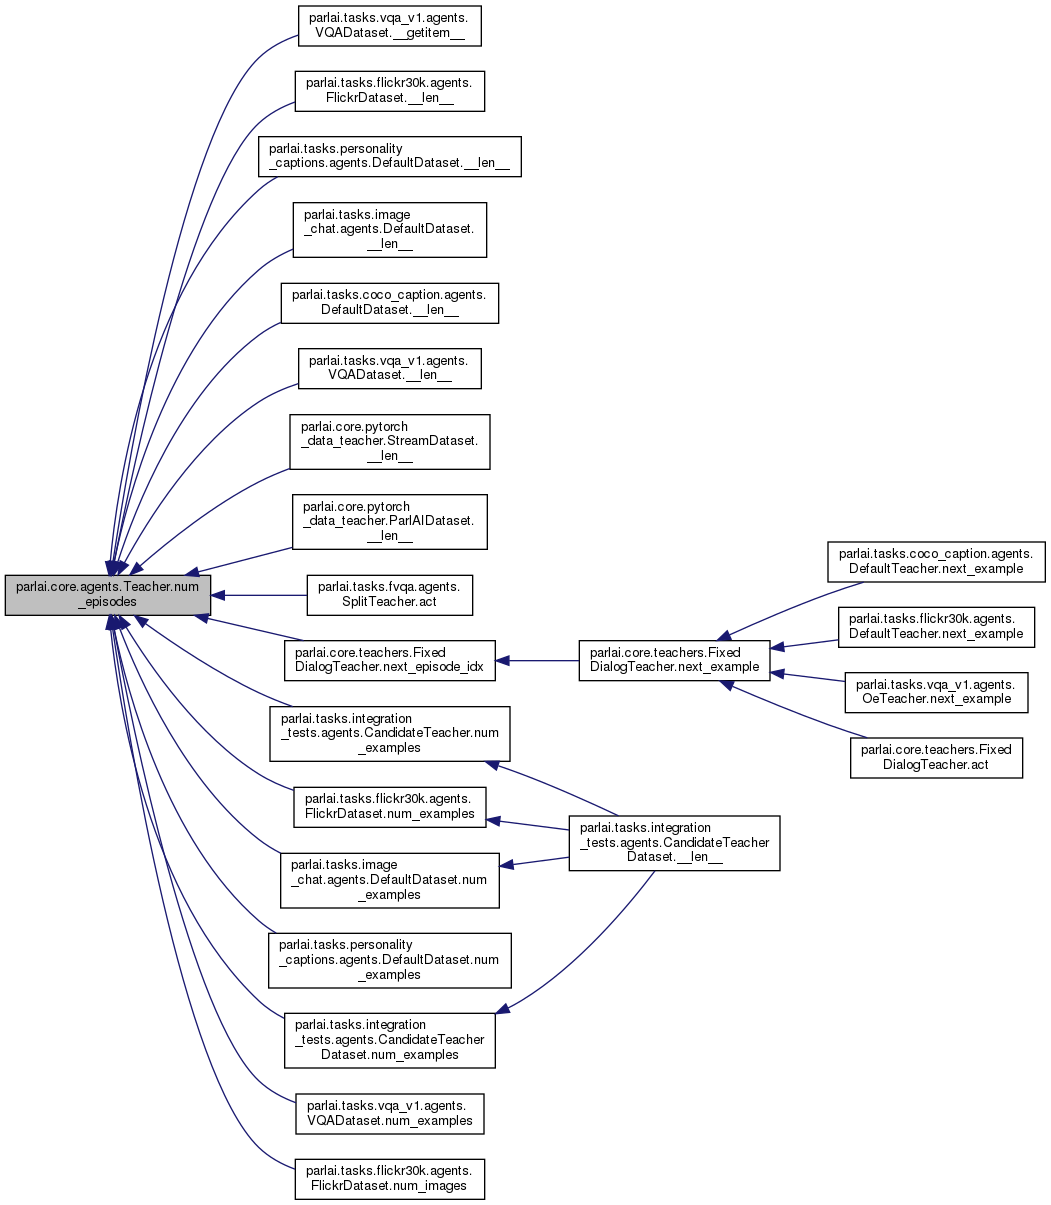 parlai.tasks.vqa_v1.agents.
VQADataset.__getitem__
parlai.tasks.flickr30k.agents.
FlickrDataset.__len__
parlai.tasks.personality
_captions.agents.DefaultDataset.__len__
parlai.tasks.image
_chat.agents.DefaultDataset.
__len__
parlai.tasks.coco_caption.agents.
DefaultDataset.__len__
parlai.tasks.vqa_v1.agents.
VQADataset.__len__
parlai.core.pytorch
_data_teacher.StreamDataset.
__len__
parlai.core.pytorch
_data_teacher.ParlAIDataset.
__len__
parlai.core.agents.Teacher.num
_episodes
parlai.tasks.fvqa.agents.
SplitTeacher.act
parlai.core.teachers.Fixed
DialogTeacher.next_episode_idx
parlai.core.teachers.Fixed
DialogTeacher.next_example
parlai.tasks.coco_caption.agents.
DefaultTeacher.next_example
parlai.tasks.flickr30k.agents.
DefaultTeacher.next_example
parlai.tasks.vqa_v1.agents.
OeTeacher.next_example
parlai.core.teachers.Fixed
DialogTeacher.act
parlai.tasks.integration
_tests.agents.CandidateTeacher.num
_examples
parlai.tasks.flickr30k.agents.
FlickrDataset.num_examples
parlai.tasks.integration
_tests.agents.CandidateTeacher
Dataset.__len__
parlai.tasks.image
_chat.agents.DefaultDataset.num
_examples
parlai.tasks.personality
_captions.agents.DefaultDataset.num
_examples
parlai.tasks.integration
_tests.agents.CandidateTeacher
Dataset.num_examples
parlai.tasks.vqa_v1.agents.
VQADataset.num_examples
parlai.tasks.flickr30k.agents.
FlickrDataset.num_images